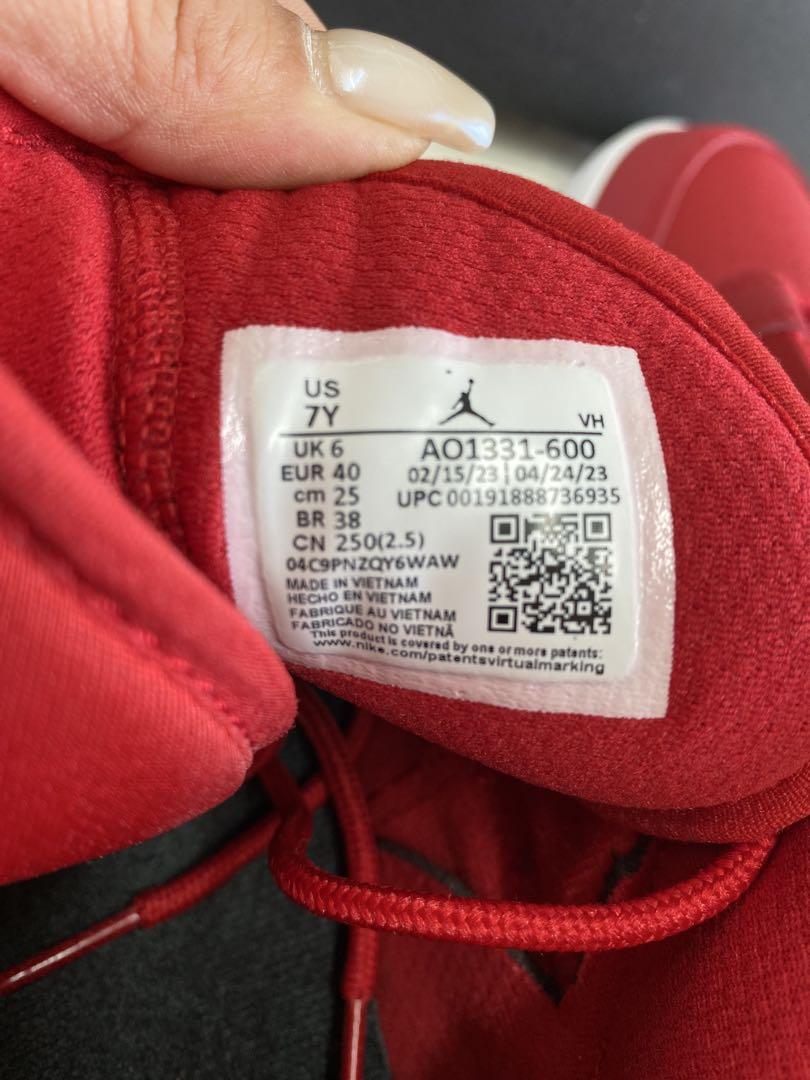 US
7Y
VH
UK 6
EUR 40
cm 25
BR 38
CN 250(2.5)
AO1331-600
02/15/23 | 04/24/23
UPC 00191888736935
04C9PNZQY6WAW
MADE IN VIETNAM
HECHO EN VIETNAM
FABRIQUE AU VIETNAM
FABRICADO NO VIETNÃ
This product is covered by one or more patents:
www.nike.com/patentsvirtualmarking